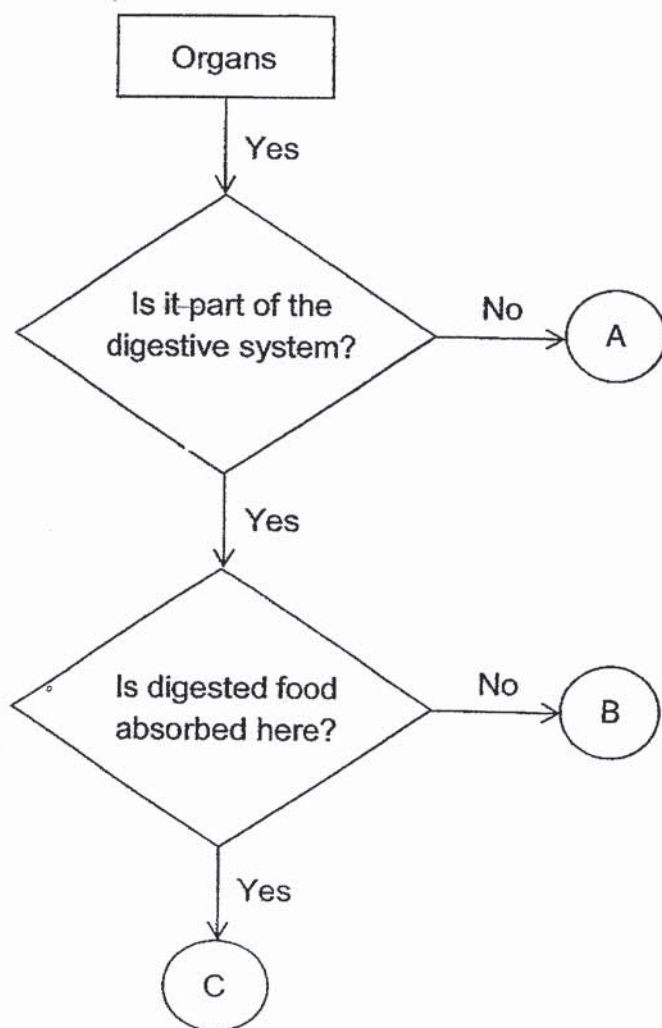 Organs
Yes
Is it part of the
digestive system?
No
A
Yes
Is digested food
absorbed here?
No
B
Yes
C